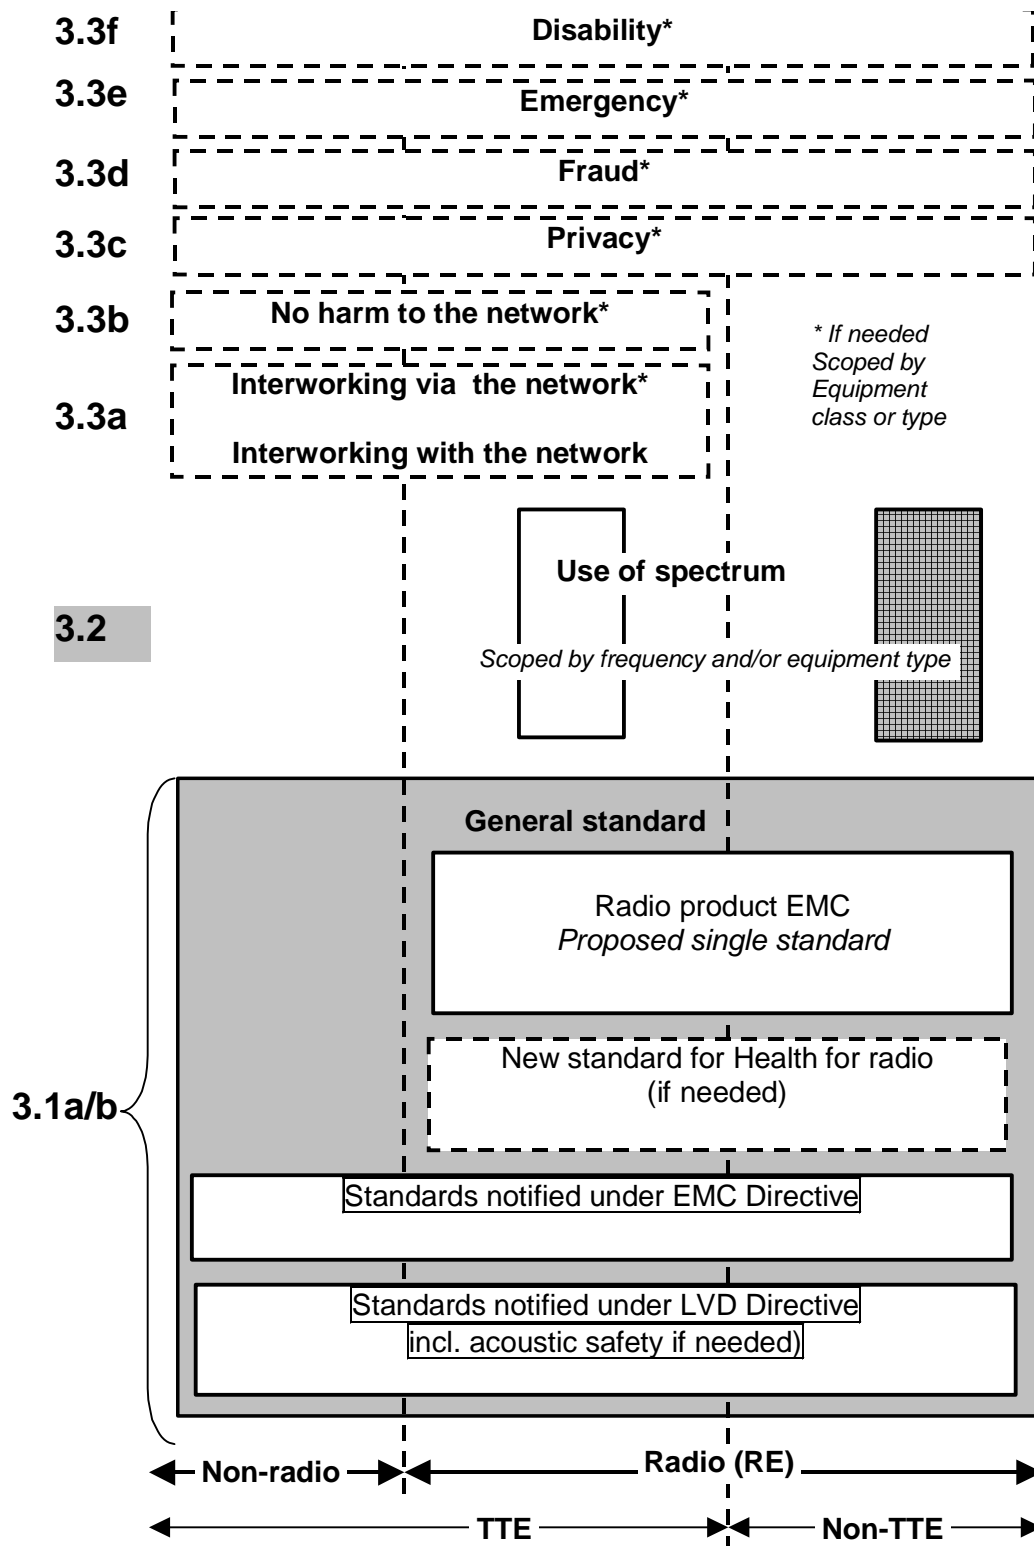 3.3f
Disability*
3.3e
Emergency*
3.3d
Fraud*
3.3c
Privacy*
3.3b
No harm to the network*
* If needed
Scoped by
Equipment
class or type
3.3a
Interworking via the network*
Interworking with the network
Use of spectrum
3.2
Scoped by frequency and/or equipment type
General standard
Radio product EMC
Proposed single standard
New standard for Health for radio
(if needed)
3.1a/b
Standards notified under EMC Directive
Standards notified under LVD Directive
incl. acoustic safety if needed)
Non-radio
Radio (RE)
TTE
Non-TTE